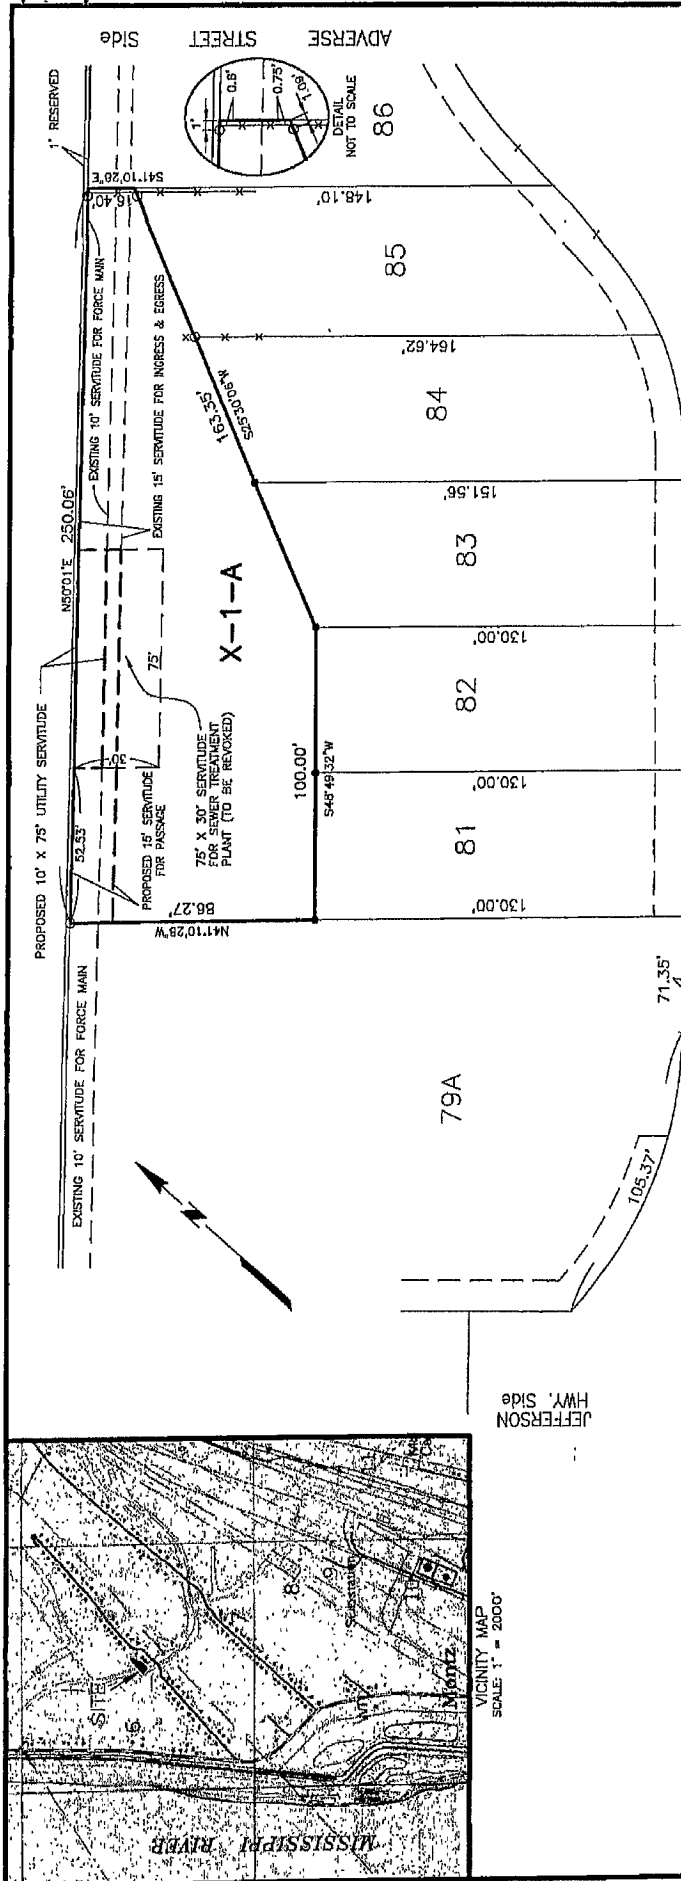 ADVERSE STREET Side
1' RESERVED
1'
0.6'
0.75'
1.09'
DETAIL
NOT TO SCALE
86
S41°10'28"E
16.40'
148.10'
85
EXISTING 10' SERVITUDE FOR FORCE MAIN
EXISTING 15' SERVITUDE FOR INGRESS & EGRESS
N50°01'E 250.06'
163.35'
S25°30'06"W
164.62'
84
151.56'
83
X-1-A
75'
30'
PROPOSED 10' X 75' UTILITY SERVITUDE
52.53'
PROPOSED 15' SERVITUDE
FOR PASSAGE
75' X 30' SERVITUDE
FOR SEWER TREATMENT
PLANT (TO BE REVOKED)
100.00'
S48°49'32"W
130.00'
82
130.00'
81
130.00'
86.27'
N41°10'28"W
EXISTING 10' SERVITUDE FOR FORCE MAIN
79A
71.35'
105.37'
N
JEFFERSON
HWY. Side
SITE
6
8
Substation
Montz
MISSISSIPPI RIVER
VICINITY MAP
SCALE: 1" = 2000'